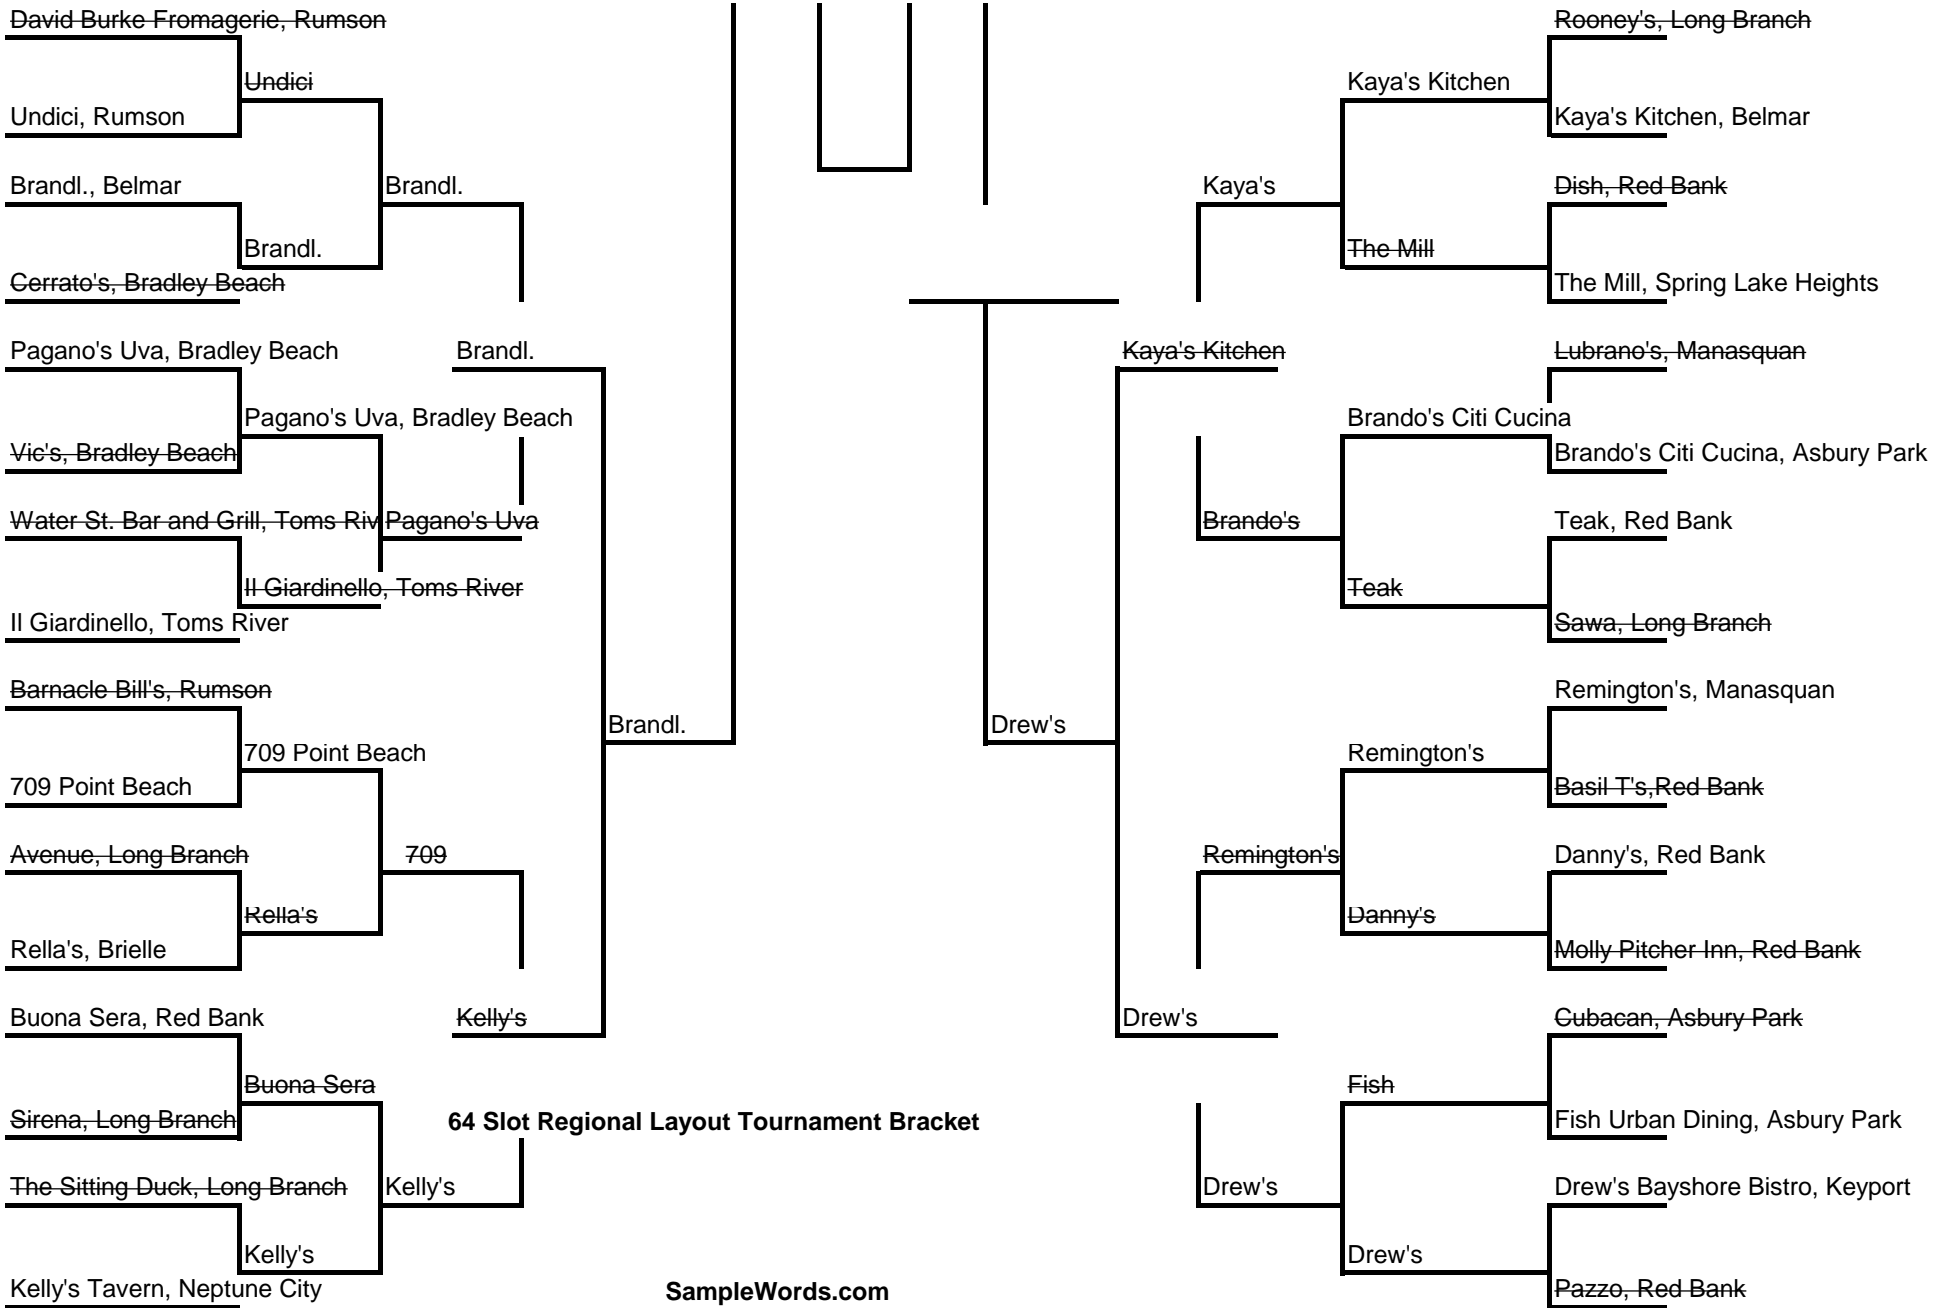 David Burke Fromagerie, Rumson
Undici
Undici, Rumson
Brandl., Belmar
Brandl.
Brandl.
Cerrato's, Bradley Beach
Pagano's Uva, Bradley Beach
Brandl.
Pagano's Uva, Bradley Beach
Vic's, Bradley Beach
Water St. Bar and Grill, Toms Riv
Pagano's Uva
Il Giardinello, Toms River
Il Giardinello, Toms River
Barnacle Bill's, Rumson
Brandl.
709 Point Beach
709 Point Beach
Avenue, Long Branch
709
Rella's
Rella's, Brielle
Buona Sera, Red Bank
Kelly's
Buona Sera
Sirena, Long Branch
64 Slot Regional Layout Tournament Bracket
The Sitting Duck, Long Branch
Kelly's
Kelly's
Kelly's Tavern, Neptune City
SampleWords.com
Rooney's, Long Branch
Kaya's Kitchen
Kaya's Kitchen, Belmar
Kaya's
Dish, Red Bank
The Mill
The Mill, Spring Lake Heights
Kaya's Kitchen
Lubrano's, Manasquan
Brando's Citi Cucina
Brando's Citi Cucina, Asbury Park
Brando's
Teak, Red Bank
Teak
Sawa, Long Branch
Remington's, Manasquan
Drew's
Remington's
Basil T's,Red Bank
Remington's
Danny's, Red Bank
Danny's
Molly Pitcher Inn, Red Bank
Drew's
Cubacan, Asbury Park
Fish
Fish Urban Dining, Asbury Park
Drew's
Drew's Bayshore Bistro, Keyport
Drew's
Pazzo, Red Bank